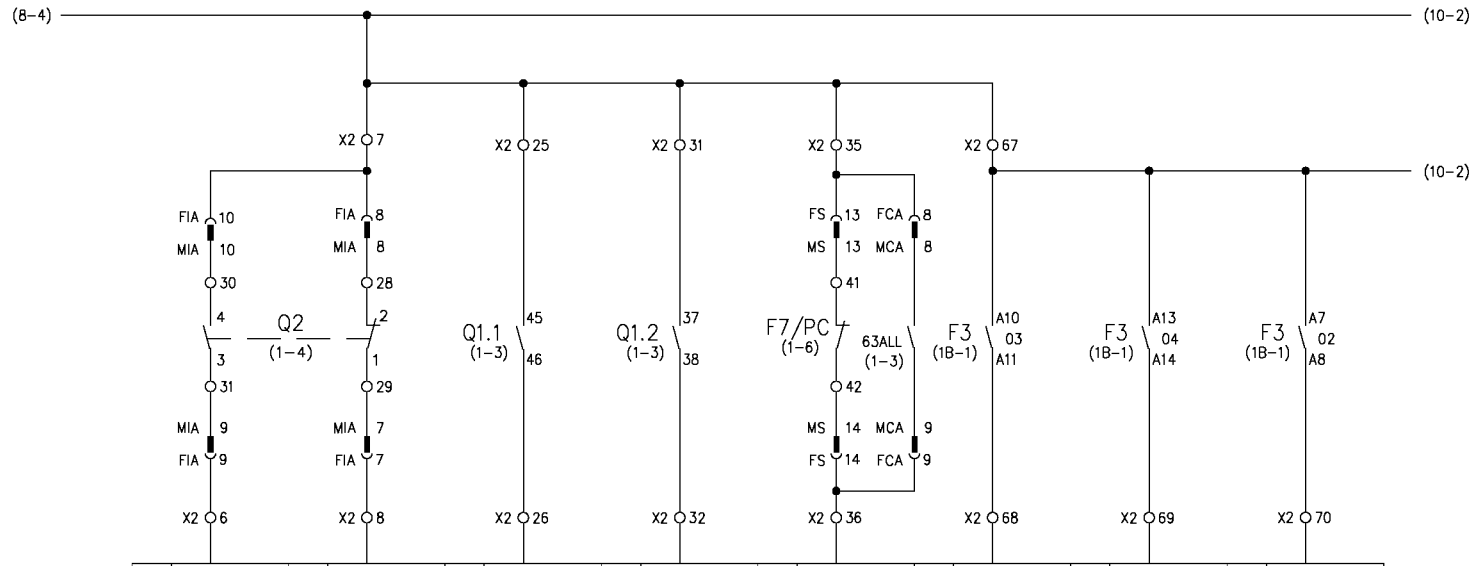 (8-4) (10-2)
X2 7 X2 25 X2 31 X2 35 X2 67
(10-2)
FIA 10 FIA 8 FS 13 FCA 8
MIA 10 MIA 8 MS 13 MCA 8
30 28 41
4 2 45 37 A10 A13 A7
Q2 Q1.1 Q1.2 F7/PC 63ALL F3 03 F3 04 F3 02
(1-4) (1-3) (1-3) (1-6) (1-3) (1B-1) (1B-1) (1B-1)
3 1 46 38 A11 A14 A8
31 29 42
MIA 9 MIA 7 MS 14 MCA 9
FIA 9 FIA 7 FS 14 FCA 9
X2 6 X2 8 X2 26 X2 32 X2 36 X2 68 X2 69 X2 70